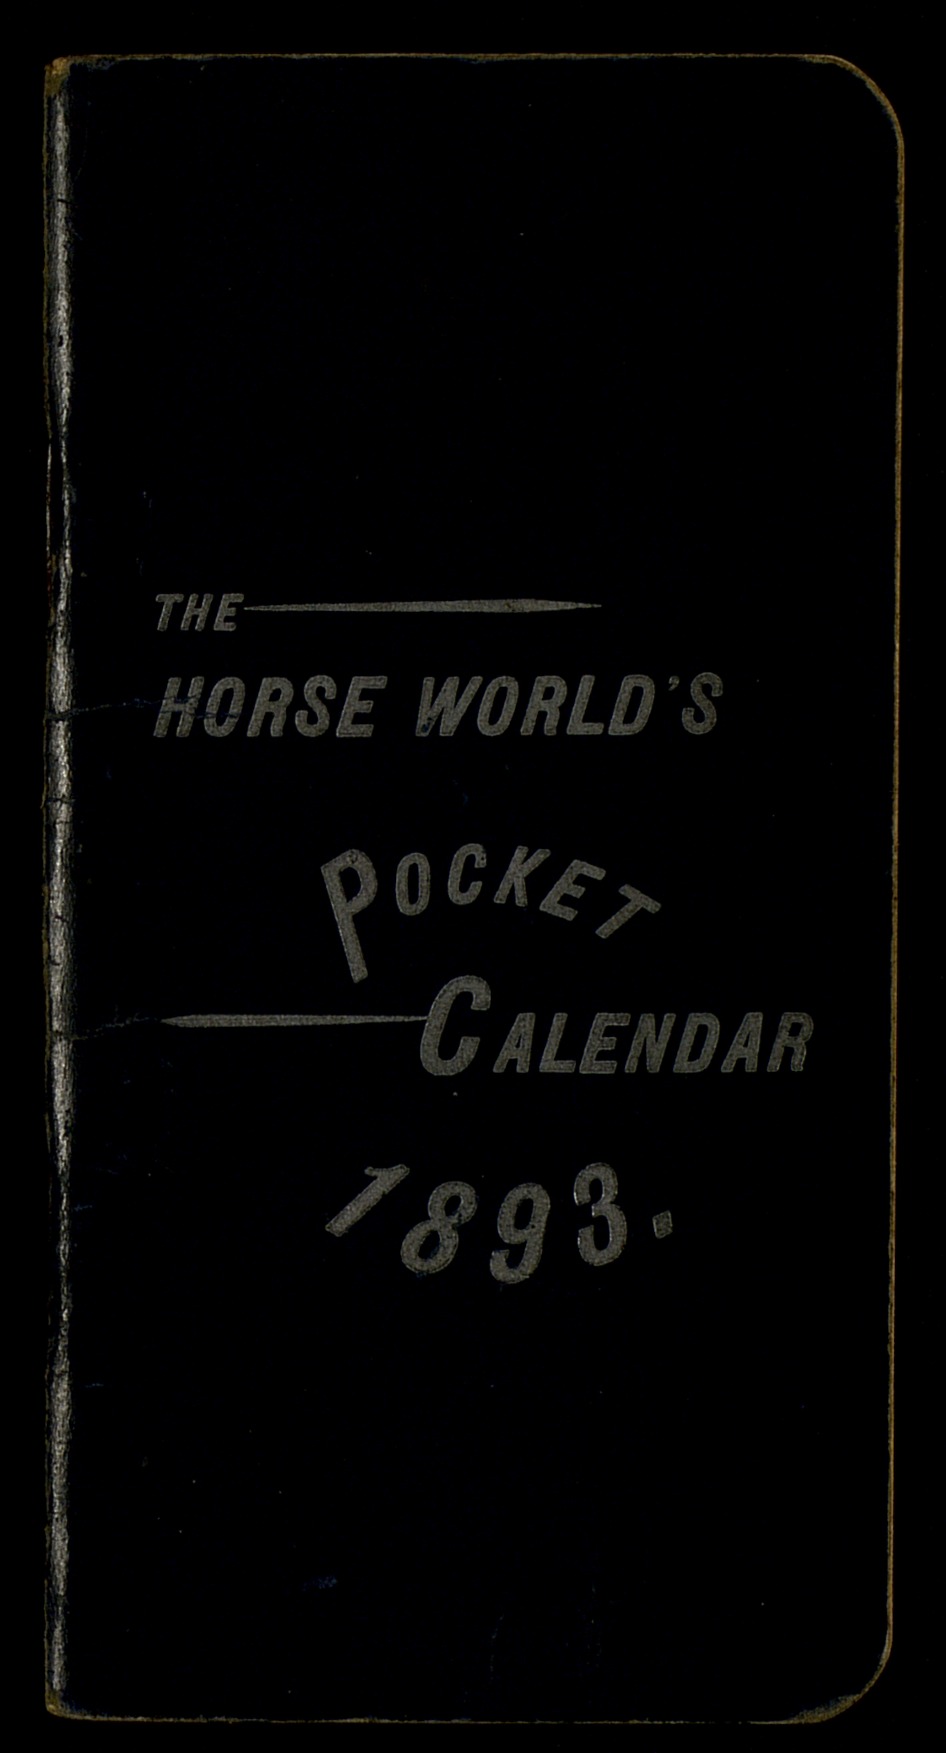 THE
HORSE WORLD'S
POCKET
CALENDAR
1893.